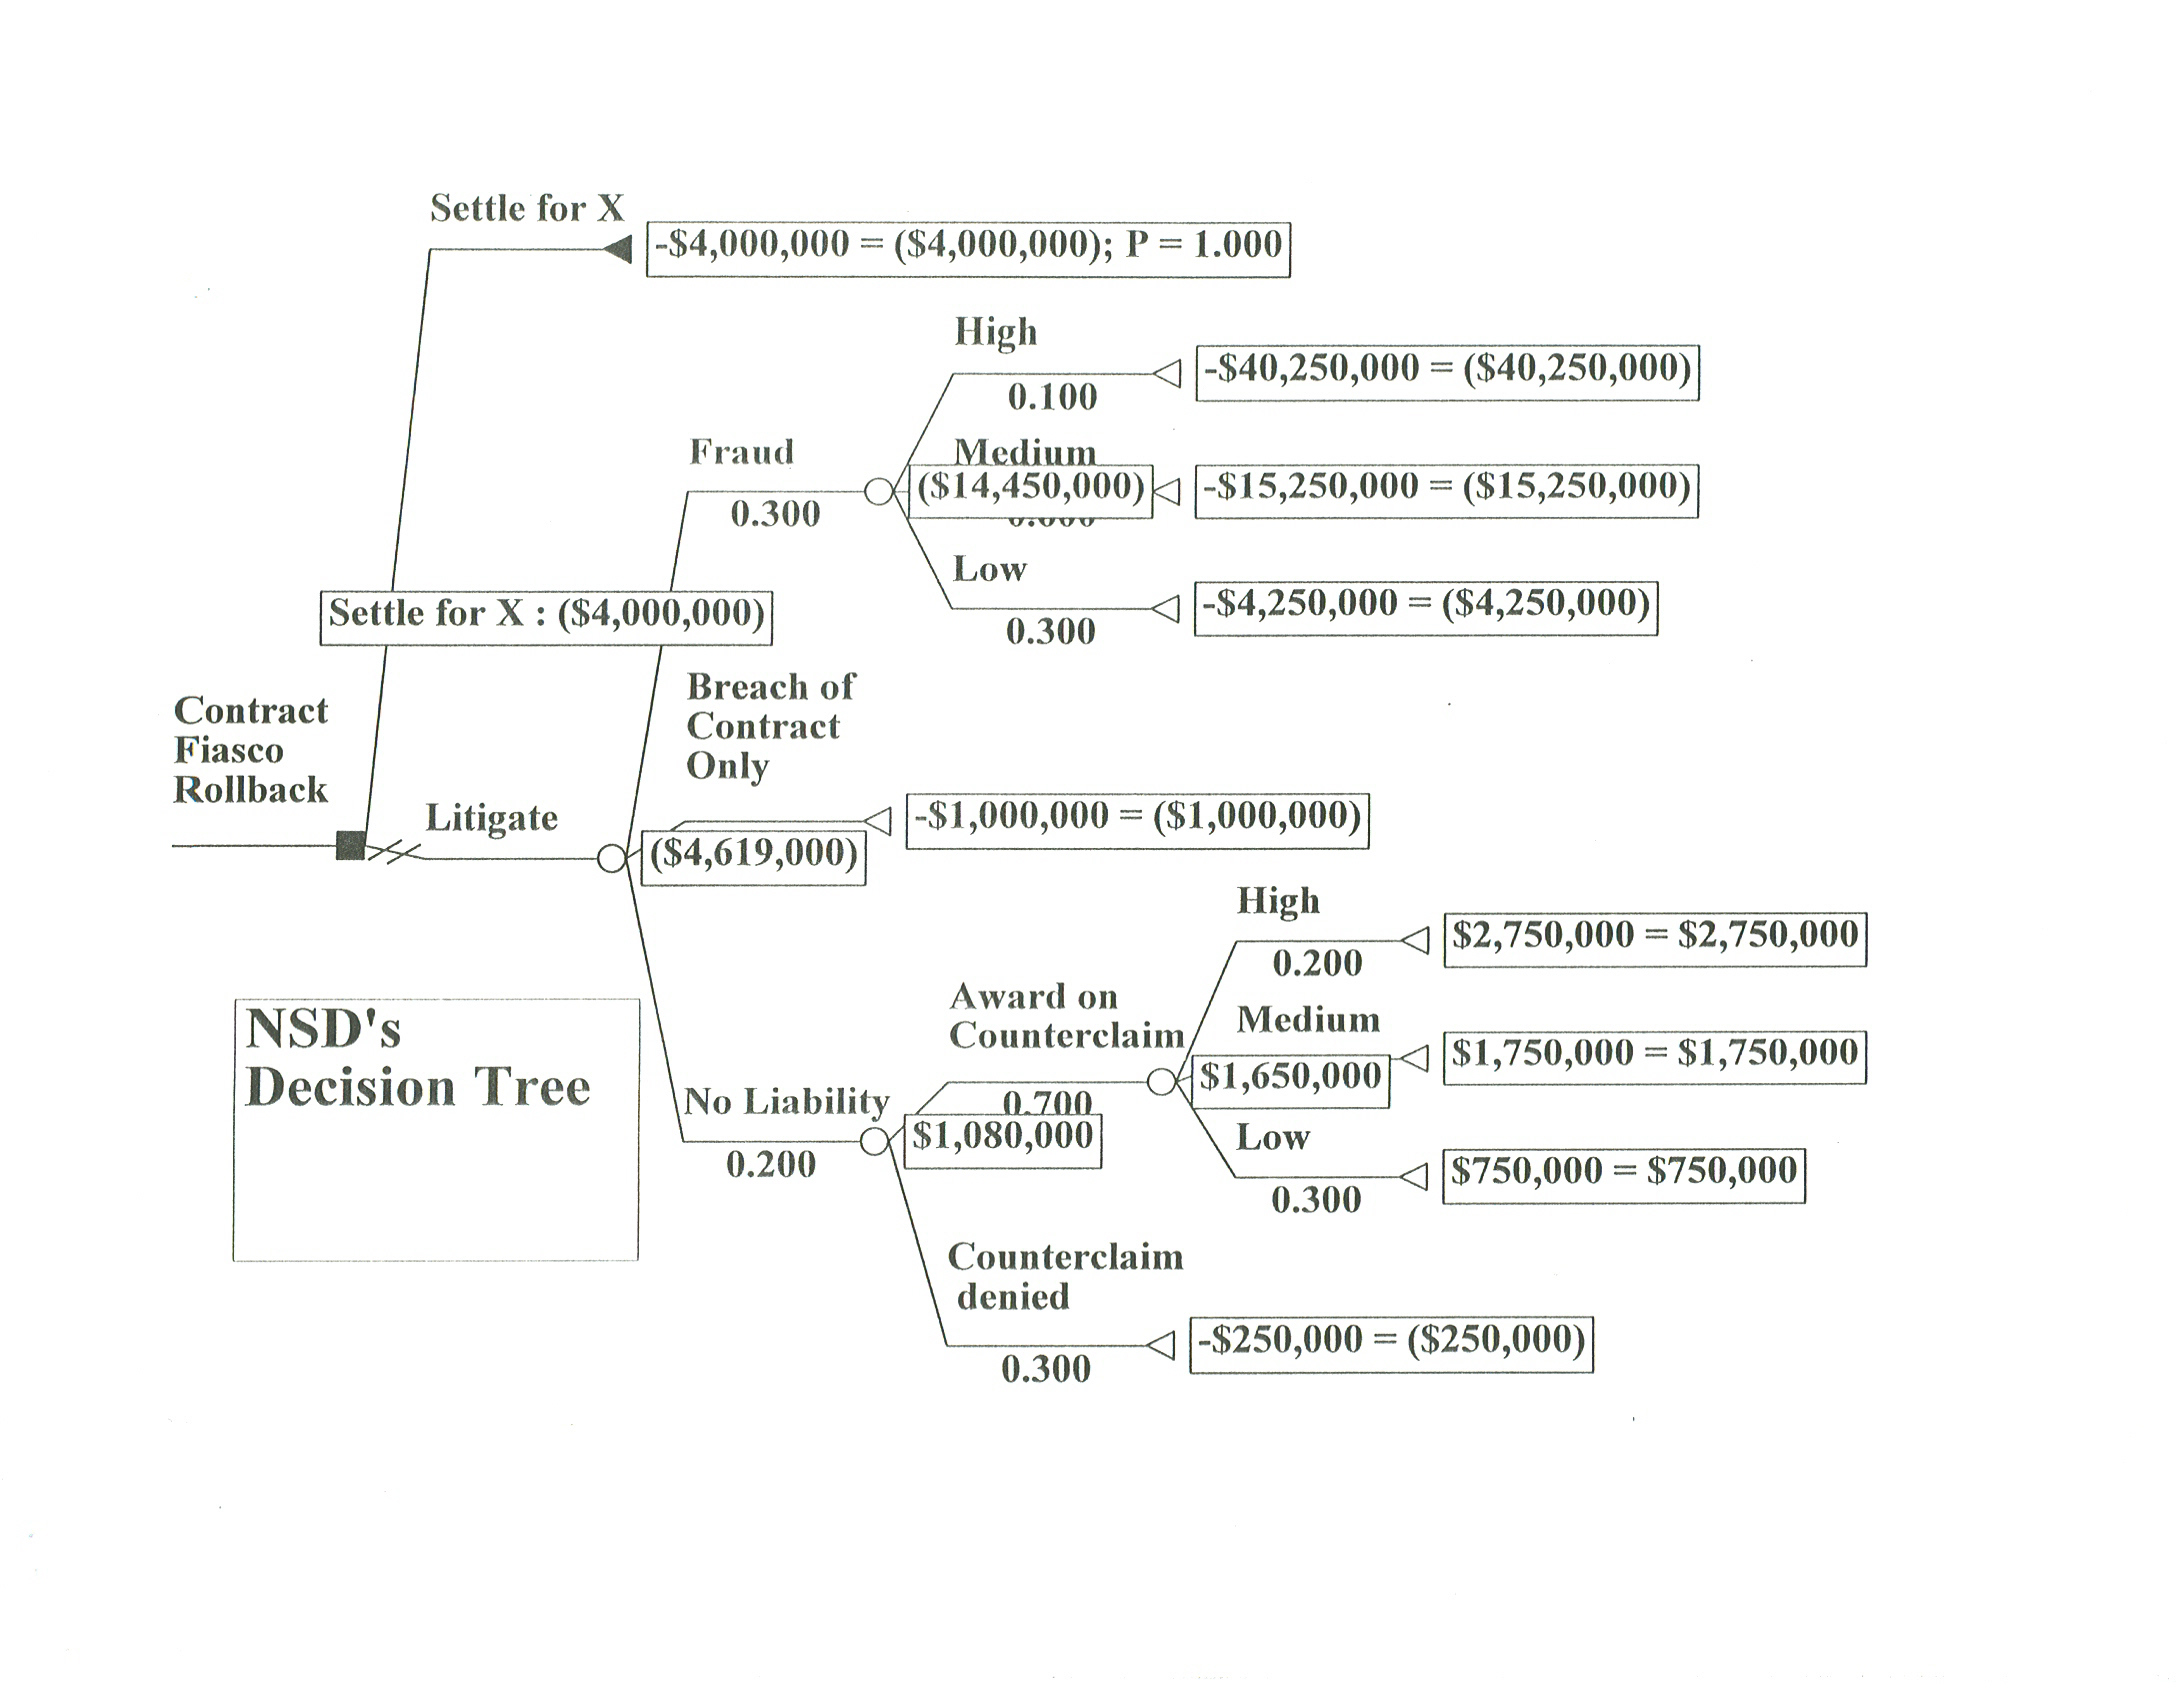 Settle for X
-$4,000,000 = ($4,000,000); P = 1.000
High
-$40,250,000 = ($40,250,000)
0.100
Fraud
Medium
0.300
($14,450,000)
-$15,250,000 = ($15,250,000)
Low
-$4,250,000 = ($4,250,000)
0.300
Settle for X : ($4,000,000)
Contract
Fiasco
Rollback
Breach of
Contract
Only
Litigate
-$1,000,000 = ($1,000,000)
($4,619,000)
High
$2,750,000 = $2,750,000
0.200
Award on
Counterclaim
Medium
$1,750,000 = $1,750,000
$1,650,000
NSD's
Decision Tree
No Liability
0.700
$1,080,000
0.200
Low
$750,000 = $750,000
0.300
Counterclaim
denied
-$250,000 = ($250,000)
0.300